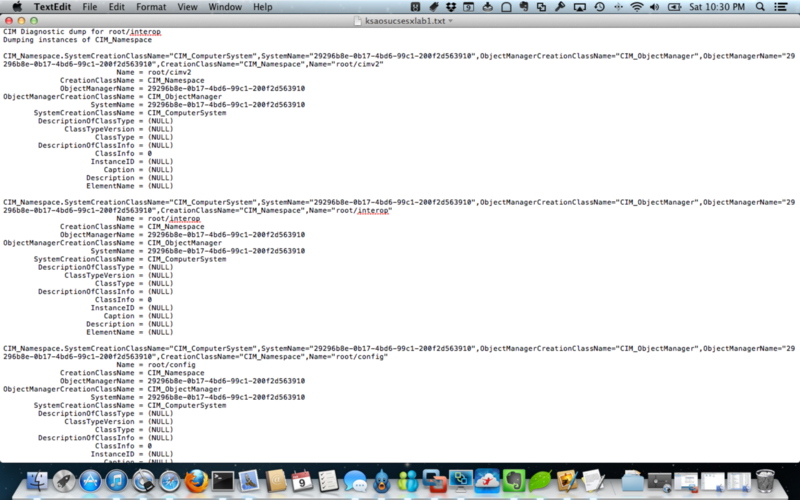 TextEdit File Edit Format View Window Help Sat 10:30 PM
ksaosucsesxlab1.txt
CIM Diagnostic dump for root/interop
Dumping instances of CIM_Namespace
CIM_Namespace.SystemCreationClassName="CIM_ComputerSystem",SystemName="29296b8e-0b17-4bd6-99c1-200f2d563910",ObjectManagerCreationClassName="CIM_ObjectManager",ObjectManagerName="29
296b8e-0b17-4bd6-99c1-200f2d563910",CreationClassName="CIM_Namespace",Name="root/cimv2"
Name = root/cimv2
CreationClassName = CIM_Namespace
ObjectManagerName = 29296b8e-0b17-4bd6-99c1-200f2d563910
ObjectManagerCreationClassName = CIM_ObjectManager
SystemName = 29296b8e-0b17-4bd6-99c1-200f2d563910
SystemCreationClassName = CIM_ComputerSystem
DescriptionOfClassType = (NULL)
ClassTypeVersion = (NULL)
ClassType = (NULL)
DescriptionOfClassInfo = (NULL)
ClassInfo = 0
InstanceID = (NULL)
Caption = (NULL)
Description = (NULL)
ElementName = (NULL)
CIM_Namespace.SystemCreationClassName="CIM_ComputerSystem",SystemName="29296b8e-0b17-4bd6-99c1-200f2d563910",ObjectManagerCreationClassName="CIM_ObjectManager",ObjectManagerName="29
296b8e-0b17-4bd6-99c1-200f2d563910",CreationClassName="CIM_Namespace",Name="root/interop"
Name = root/interop
CreationClassName = CIM_Namespace
ObjectManagerName = 29296b8e-0b17-4bd6-99c1-200f2d563910
ObjectManagerCreationClassName = CIM_ObjectManager
SystemName = 29296b8e-0b17-4bd6-99c1-200f2d563910
SystemCreationClassName = CIM_ComputerSystem
DescriptionOfClassType = (NULL)
ClassTypeVersion = (NULL)
ClassType = (NULL)
DescriptionOfClassInfo = (NULL)
ClassInfo = 0
InstanceID = (NULL)
Caption = (NULL)
Description = (NULL)
ElementName = (NULL)
CIM_Namespace.SystemCreationClassName="CIM_ComputerSystem",SystemName="29296b8e-0b17-4bd6-99c1-200f2d563910",ObjectManagerCreationClassName="CIM_ObjectManager",ObjectManagerName="29
296b8e-0b17-4bd6-99c1-200f2d563910",CreationClassName="CIM_Namespace",Name="root/config"
Name = root/config
CreationClassName = CIM_Namespace
ObjectManagerName = 29296b8e-0b17-4bd6-99c1-200f2d563910
ObjectManagerCreationClassName = CIM_ObjectManager
SystemName = 29296b8e-0b17-4bd6-99c1-200f2d563910
SystemCreationClassName = CIM_ComputerSystem
DescriptionOfClassType = (NULL)
ClassTypeVersion = (NULL)
ClassType = (NULL)
DescriptionOfClassInfo = (NULL)
ClassInfo = 0
InstanceID = (NULL)
Caption = (NULL)